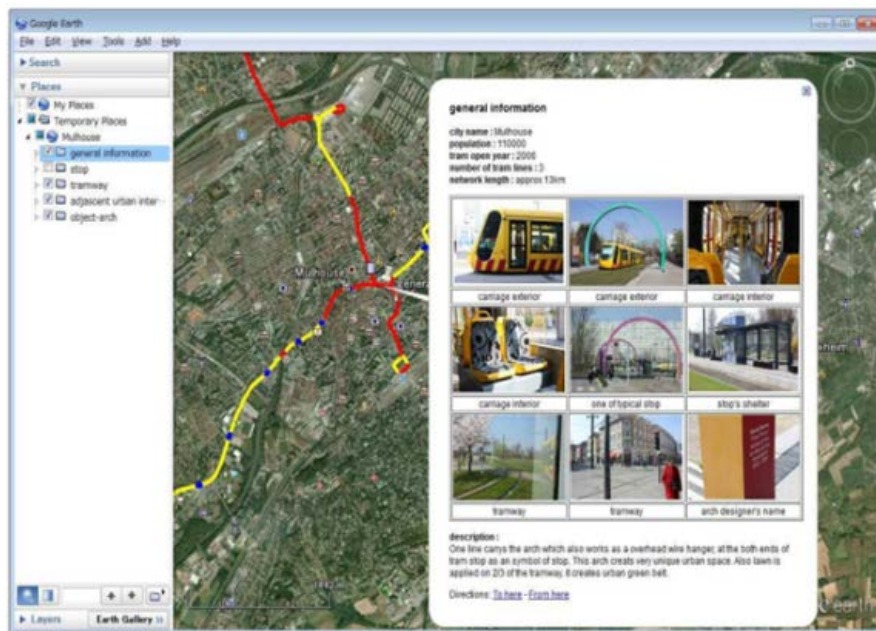 Google Earth
File Edit View Tools Add Help
Search
Places
My Places
Temporary Places
Mulhouse
general information
stop
tramway
adjascent urban inter
object-arch
Layers
Earth Gallery
Mulhouse
general information
city name : Mulhouse
population : 110000
tram open year : 2006
number of tram lines : 3
network length : approx 13km
carriage exterior
carriage exterior
carriage interior
carriage interior
one of typical stop
stop's shelter
tramway
tramway
arch designer's name
description :
One line carrys the arch which also works as a overhead wire hanger, at the both ends of
tram stop as an symbol of stop. This arch creats very unique urban space. Also lawn is
applied on 2/3 of the tramway, it creates urban green belt.
Directions: To here - From here
earth